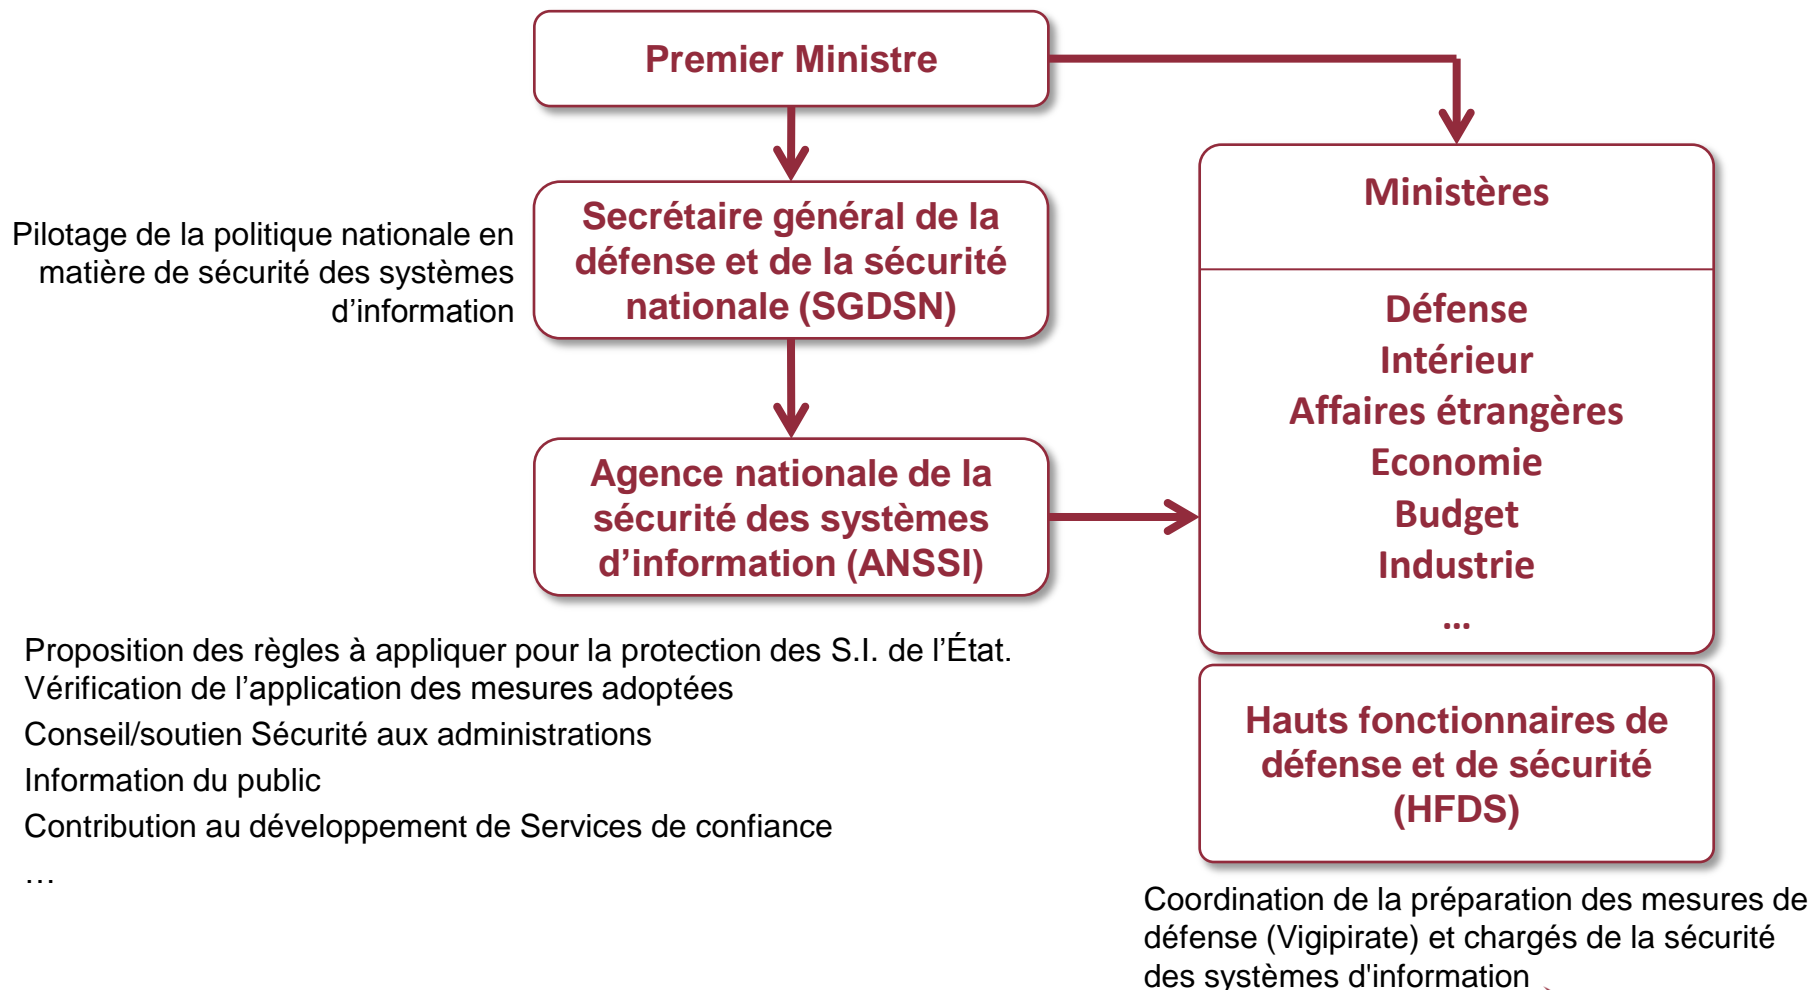 Premier Ministre
Pilotage de la politique nationale en
matière de sécurité des systèmes
d’information
Secrétaire général de la
défense et de la sécurité
nationale (SGDSN)
Agence nationale de la
sécurité des systèmes
d’information (ANSSI)
Proposition des règles à appliquer pour la protection des S.I. de l’État.
Vérification de l’application des mesures adoptées
Conseil/soutien Sécurité aux administrations
Information du public
Contribution au développement de Services de confiance
…
Ministères
Défense
Intérieur
Affaires étrangères
Economie
Budget
Industrie
…
Hauts fonctionnaires de
défense et de sécurité
(HFDS)
Coordination de la préparation des mesures de
défense (Vigipirate) et chargés de la sécurité
des systèmes d'information